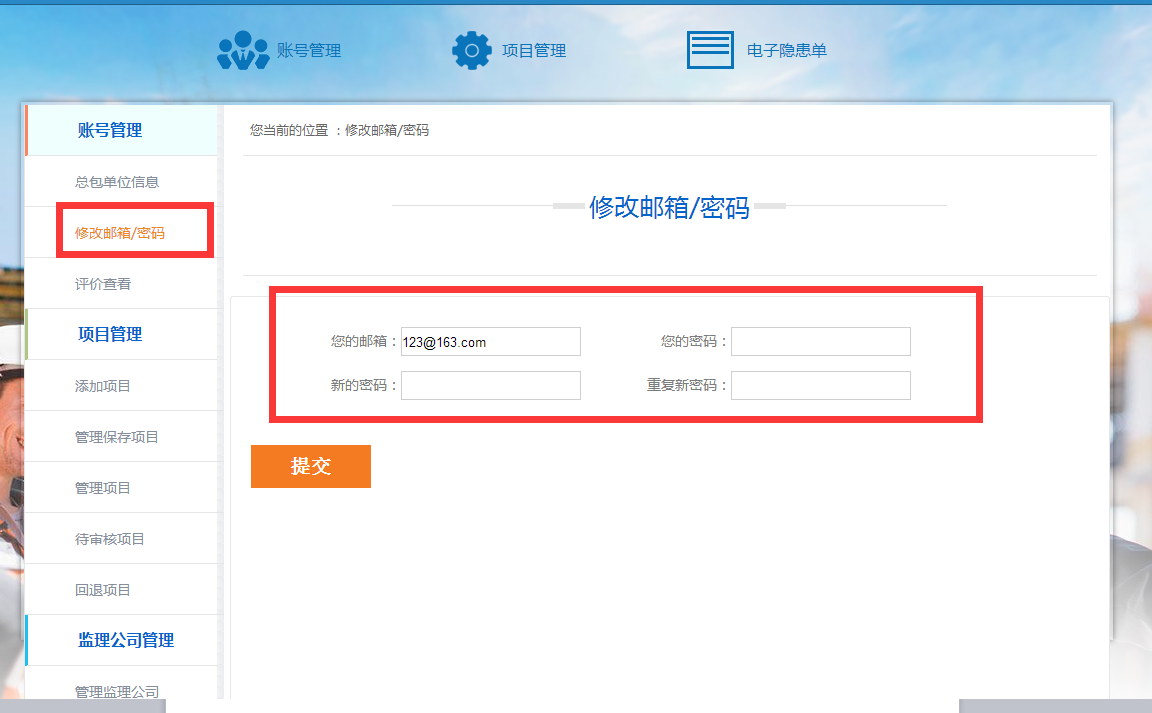 账号管理
项目管理
电子隐患单
账号管理
总包单位信息
修改邮箱/密码
评价查看
项目管理
添加项目
管理保存项目
管理项目
待审核项目
回退项目
监理公司管理
管理监理公司
您当前的位置 ：修改邮箱/密码
修改邮箱/密码
您的邮箱：123@163.com
您的密码：
新的密码：
重复新密码：
提交